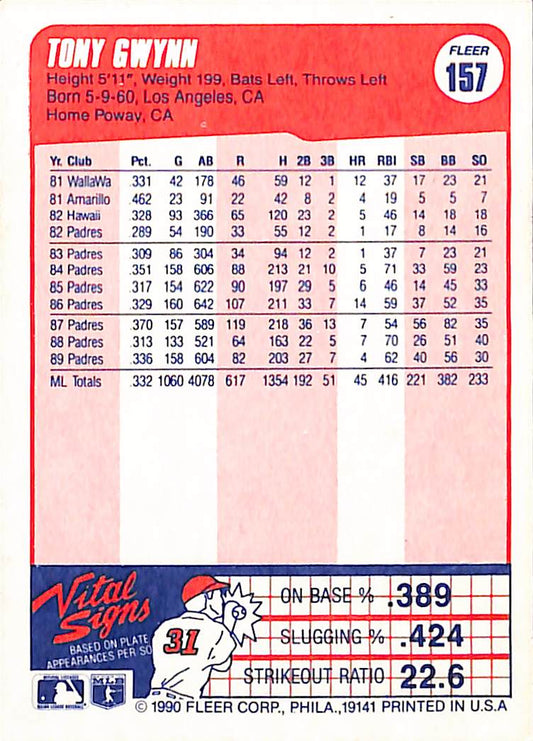 TONY GWYNN
FLEER
157
Height 5'11", Weight 199, Bats Left, Throws Left
Born 5-9-60, Los Angeles, CA
Home Poway, CA
Yr. Club Pct. G AB R H 2B 3B HR RBI SB BB SO
81 WallaWa .331 42 178 46 59 12 1 12 37 17 23 21
81 Amarillo .462 23 91 22 42 8 2 4 19 5 5 7
82 Hawaii .328 93 366 65 120 23 2 5 46 14 18 18
82 Padres .289 54 190 33 55 12 2 1 17 8 14 16
83 Padres .309 86 304 34 94 12 2 1 37 7 23 21
84 Padres .351 158 606 88 213 21 10 5 71 33 59 23
85 Padres .317 154 622 90 197 29 5 6 46 14 45 33
86 Padres .329 160 642 107 211 33 7 14 59 37 52 35
87 Padres .370 157 589 119 218 36 13 7 54 56 82 35
88 Padres .313 133 521 64 163 22 5 7 70 26 51 40
89 Padres .336 158 604 82 203 27 7 4 62 40 56 30
ML Totals .332 1060 4078 617 1354 192 51 45 416 221 382 233
Vital Signs
BASED ON PLATE
APPEARANCES PER SO
31
ON BASE % .389
SLUGGING % .424
STRIKEOUT RATIO 22.6
© 1990 FLEER CORP., PHILA., 19141 PRINTED IN U.S.A